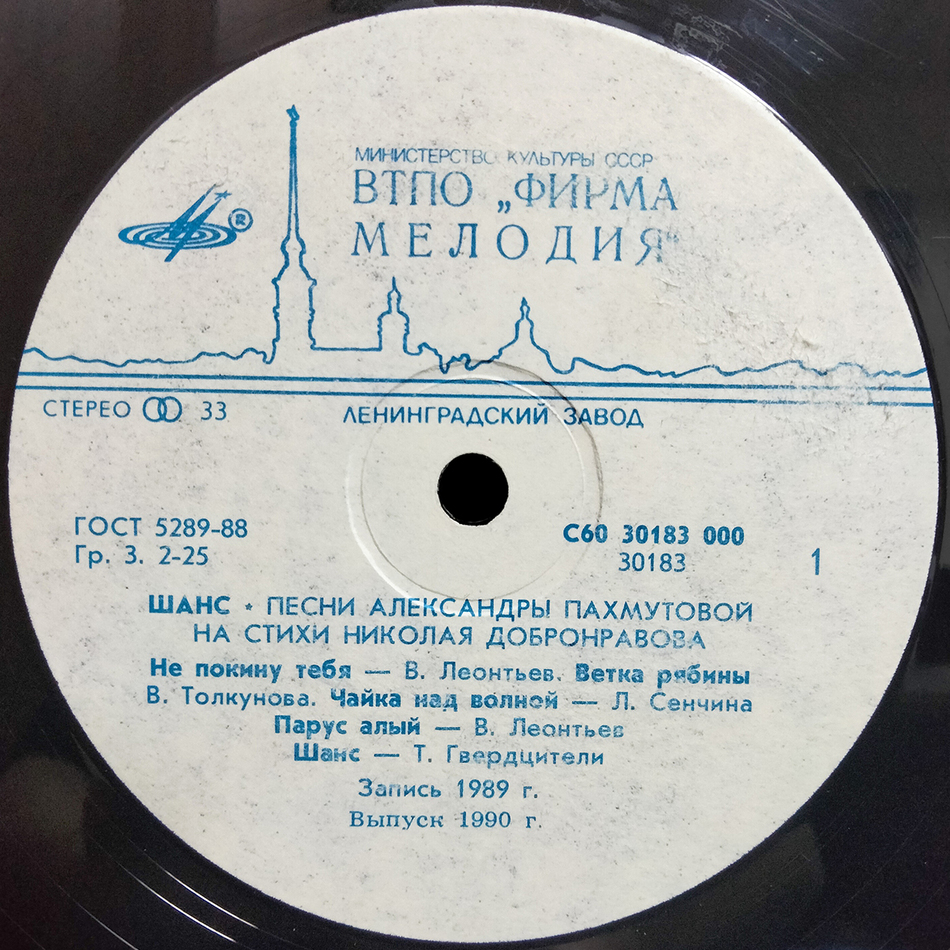 МИНИСТЕРСТВО КУЛЬТУРЫ СССР
ВТПО „ФИРМА
МЕЛОДИЯ“
®
СТЕРЕО 33
ЛЕНИНГРАДСКИЙ ЗАВОД
ГОСТ 5289-88
Гр. 3. 2-25
С60 30183 000
30183
1
ШАНС * ПЕСНИ АЛЕКСАНДРЫ ПАХМУТОВОЙ
НА СТИХИ НИКОЛАЯ ДОБРОНРАВОВА
Не покину тебя — В. Леонтьев. Ветка рябины
В. Толкунова. Чайка над волной — Л. Сенчина
Парус алый — В. Леонтьев
Шанс — Т. Гвердцители
Запись 1989 г.
Выпуск 1990 г.